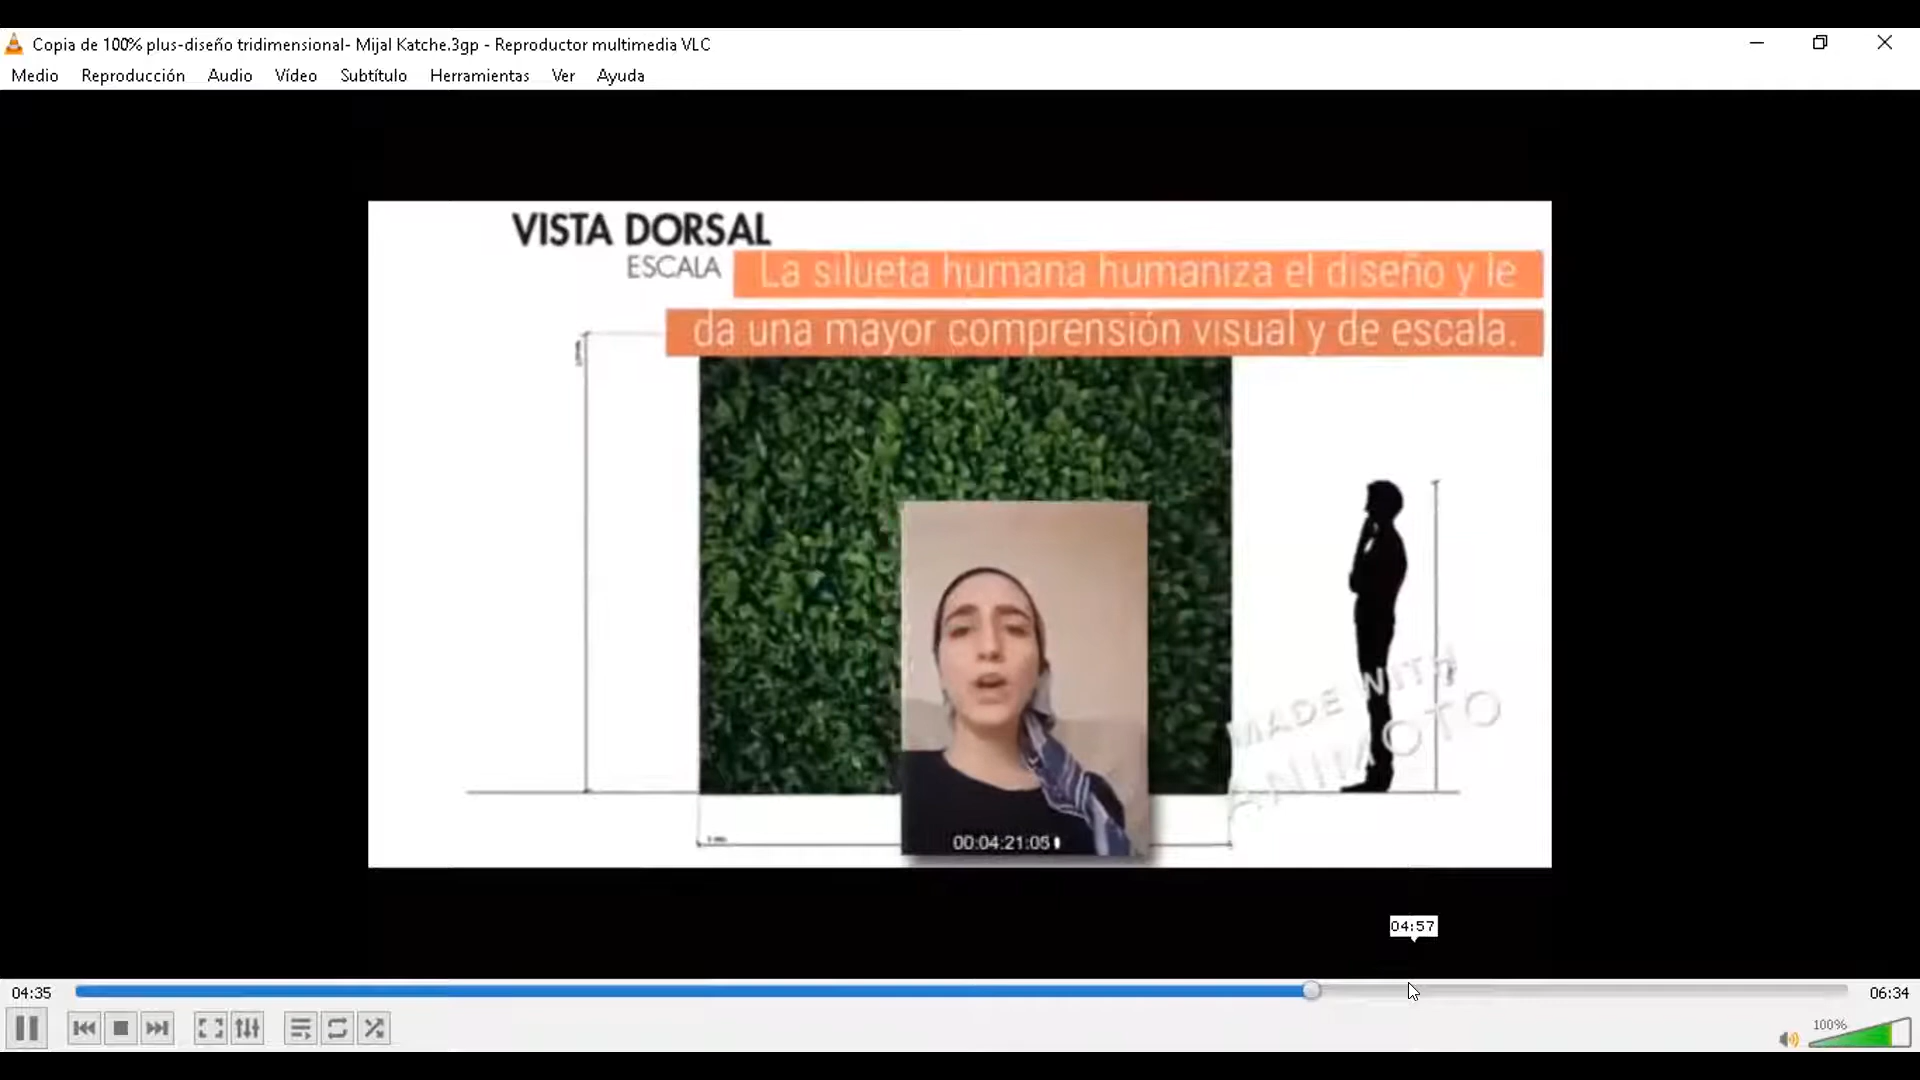 Copia de 100% plus-diseño tridimensional- Mijal Katche.3gp - Reproductor multimedia VLC
Medio Reproducción Audio Vídeo Subtítulo Herramientas Ver Ayuda
VISTA DORSAL
ESCALA
La silueta humana humaniza el diseño y le
da una mayor comprensión visual y de escala.
MADE WITH
ANIMOTO
00:04:21:05
04:57
04:35
06:34
100%